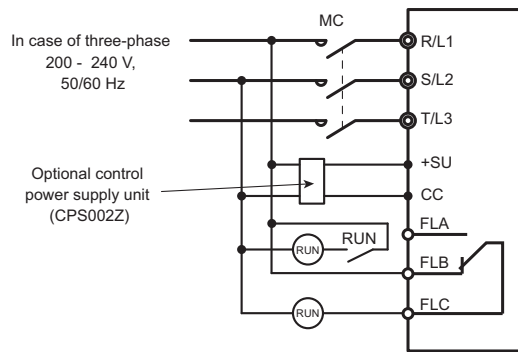 MC
In case of three-phase
200 - 240 V,
50/60 Hz
R/L1
S/L2
T/L3
+SU
Optional control
power supply unit
(CPS002Z)
CC
FLA
RUN
RUN
FLB
RUN
FLC